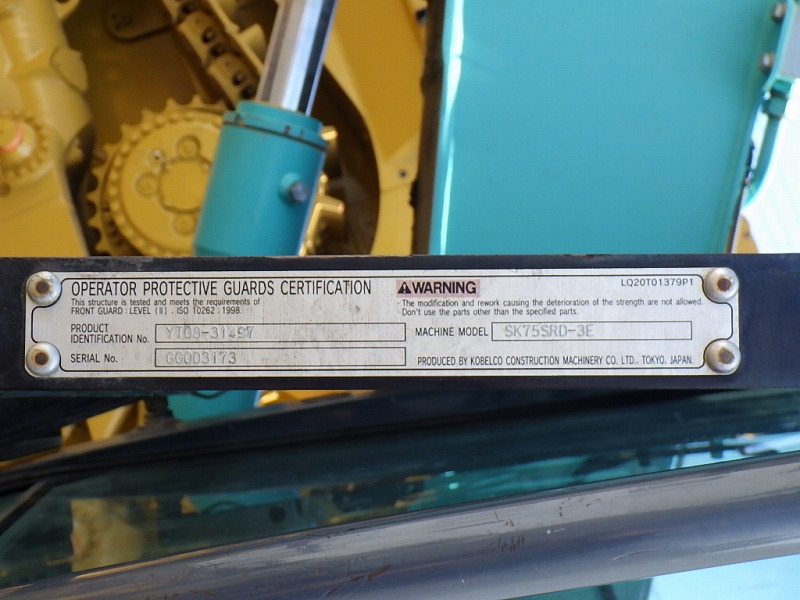 OPERATOR PROTECTIVE GUARDS CERTIFICATION
This structure is tested and meets the requirements of
FRONT GUARD : LEVEL (II) , ISO 10262 : 1998.
PRODUCT
IDENTIFICATION No. YT08-31497
SERIAL No. GG003173
WARNING
· The modification and rework causing the deterioration of the strength are not allowed.
· Don't use the parts other than the specified parts.
LQ20T01379P1
MACHINE MODEL SK75SRD-3E
PRODUCED BY KOBELCO CONSTRUCTION MACHINERY CO. LTD., TOKYO, JAPAN.